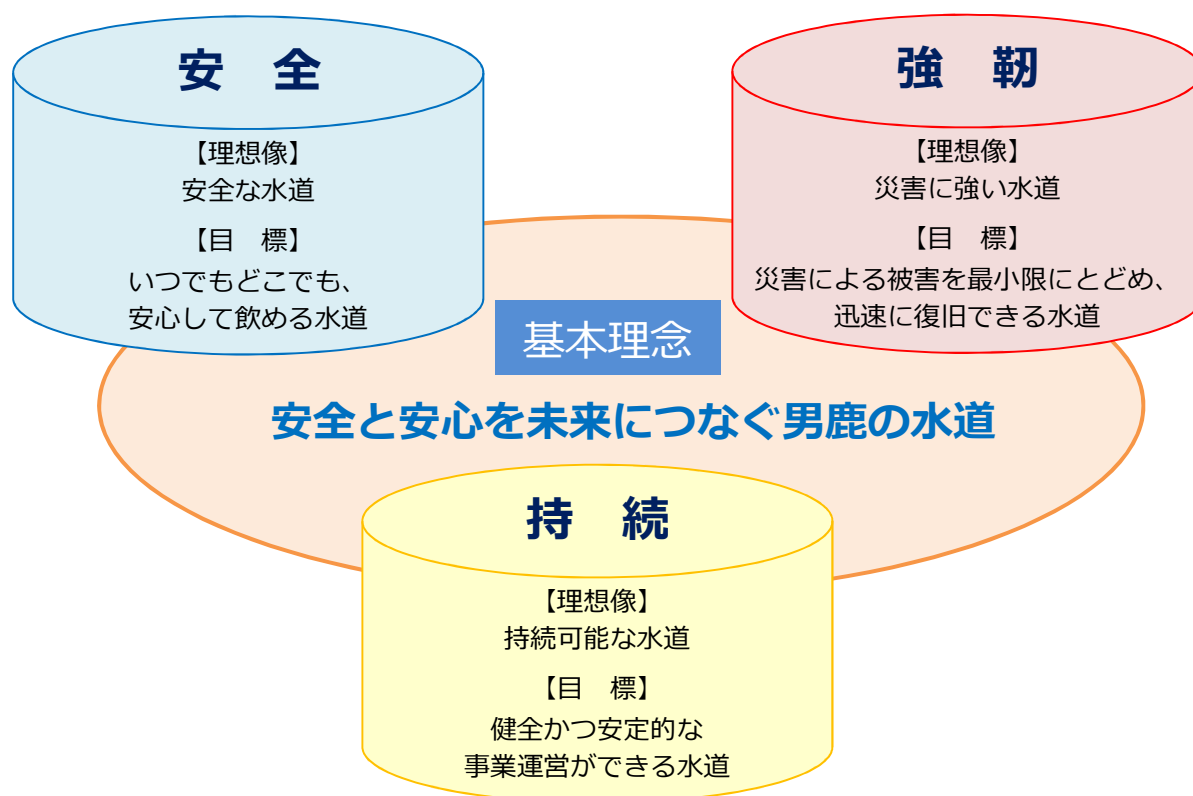 安　全
【理想像】
安全な水道
【目　標】
いつでもどこでも、
安心して飲める水道
強　靭
【理想像】
災害に強い水道
【目　標】
災害による被害を最小限にとどめ、
迅速に復旧できる水道
基本理念
安全と安心を未来につなぐ男鹿の水道
持　続
【理想像】
持続可能な水道
【目　標】
健全かつ安定的な
事業運営ができる水道